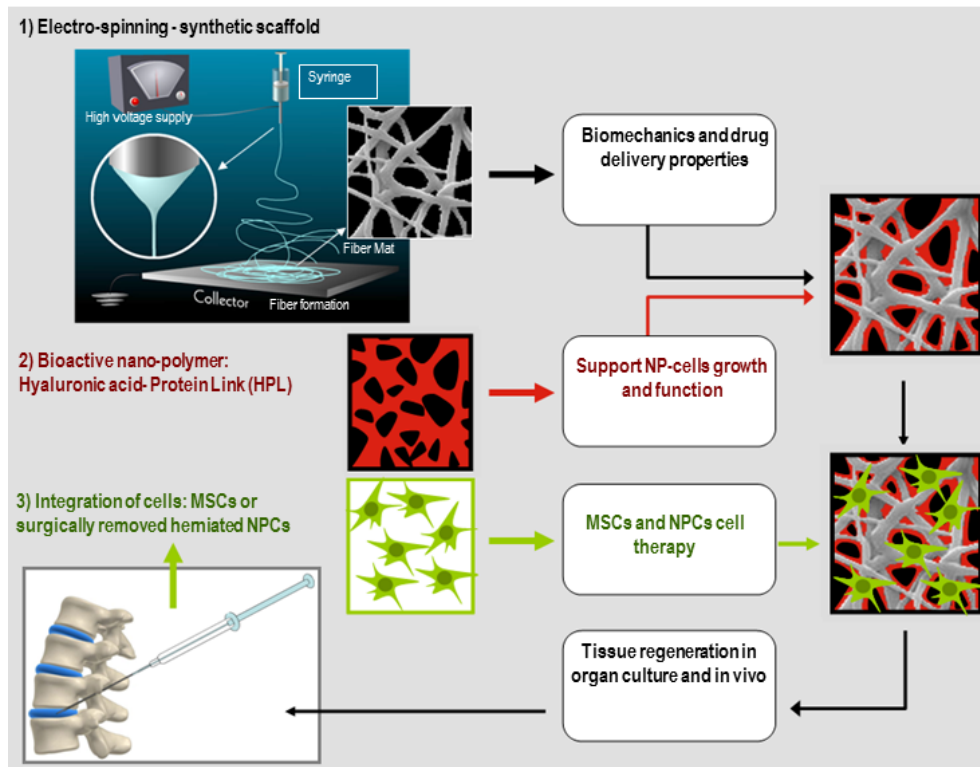 1) Electro-spinning - synthetic scaffold
Syringe
High voltage supply
Fiber Mat
Collector
Fiber formation
Biomechanics and drug
delivery properties
2) Bioactive nano-polymer:
Hyaluronic acid- Protein Link (HPL)
Support NP-cells growth
and function
3) Integration of cells: MSCs or
surgically removed herniated NPCs
MSCs and NPCs cell
therapy
Tissue regeneration in
organ culture and in vivo